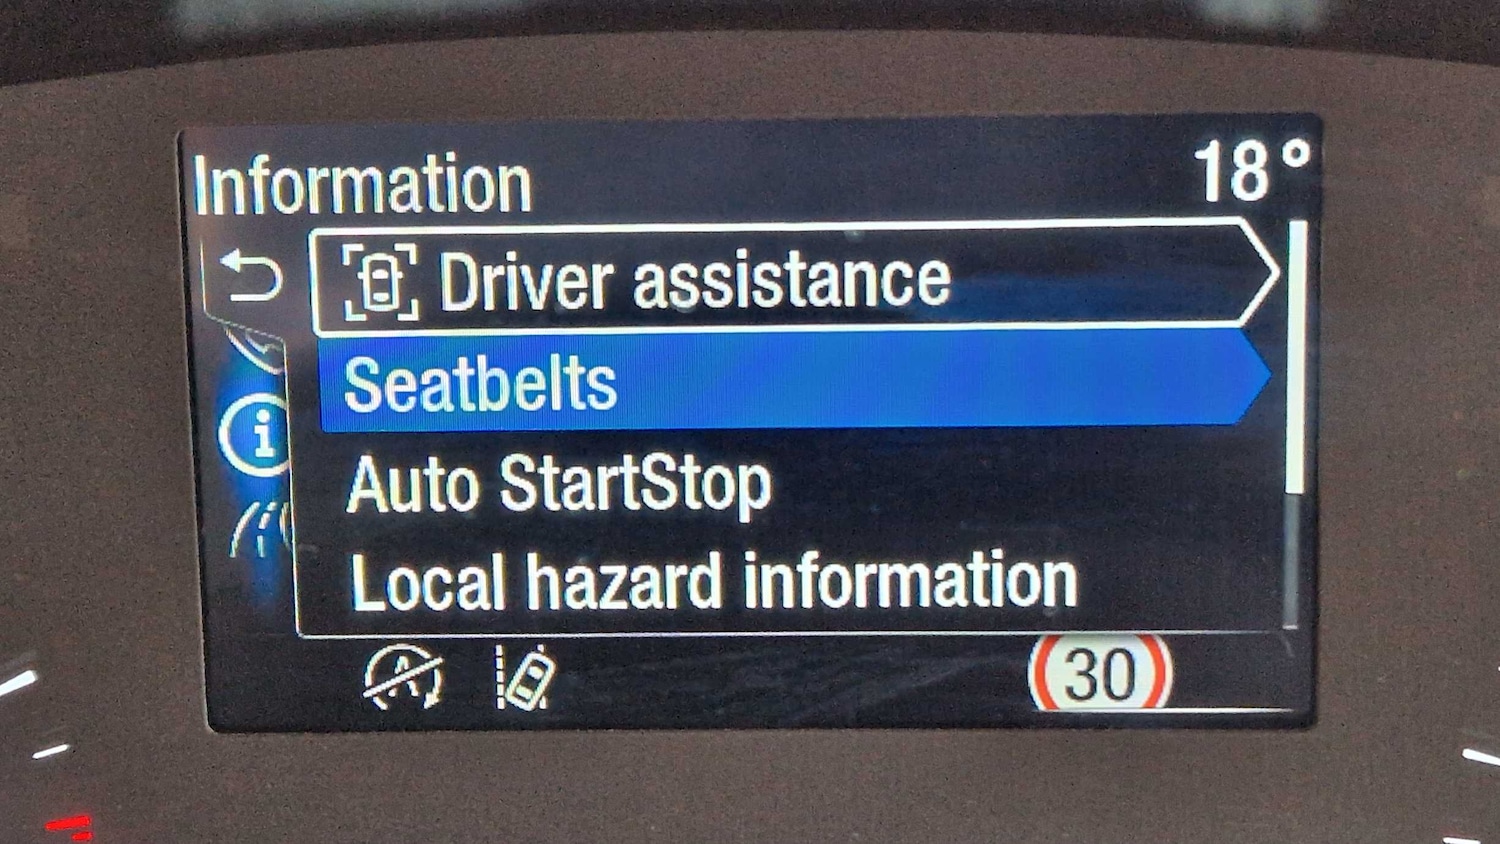 Information
18°
Driver assistance
Seatbelts
Auto StartStop
Local hazard information
A
30